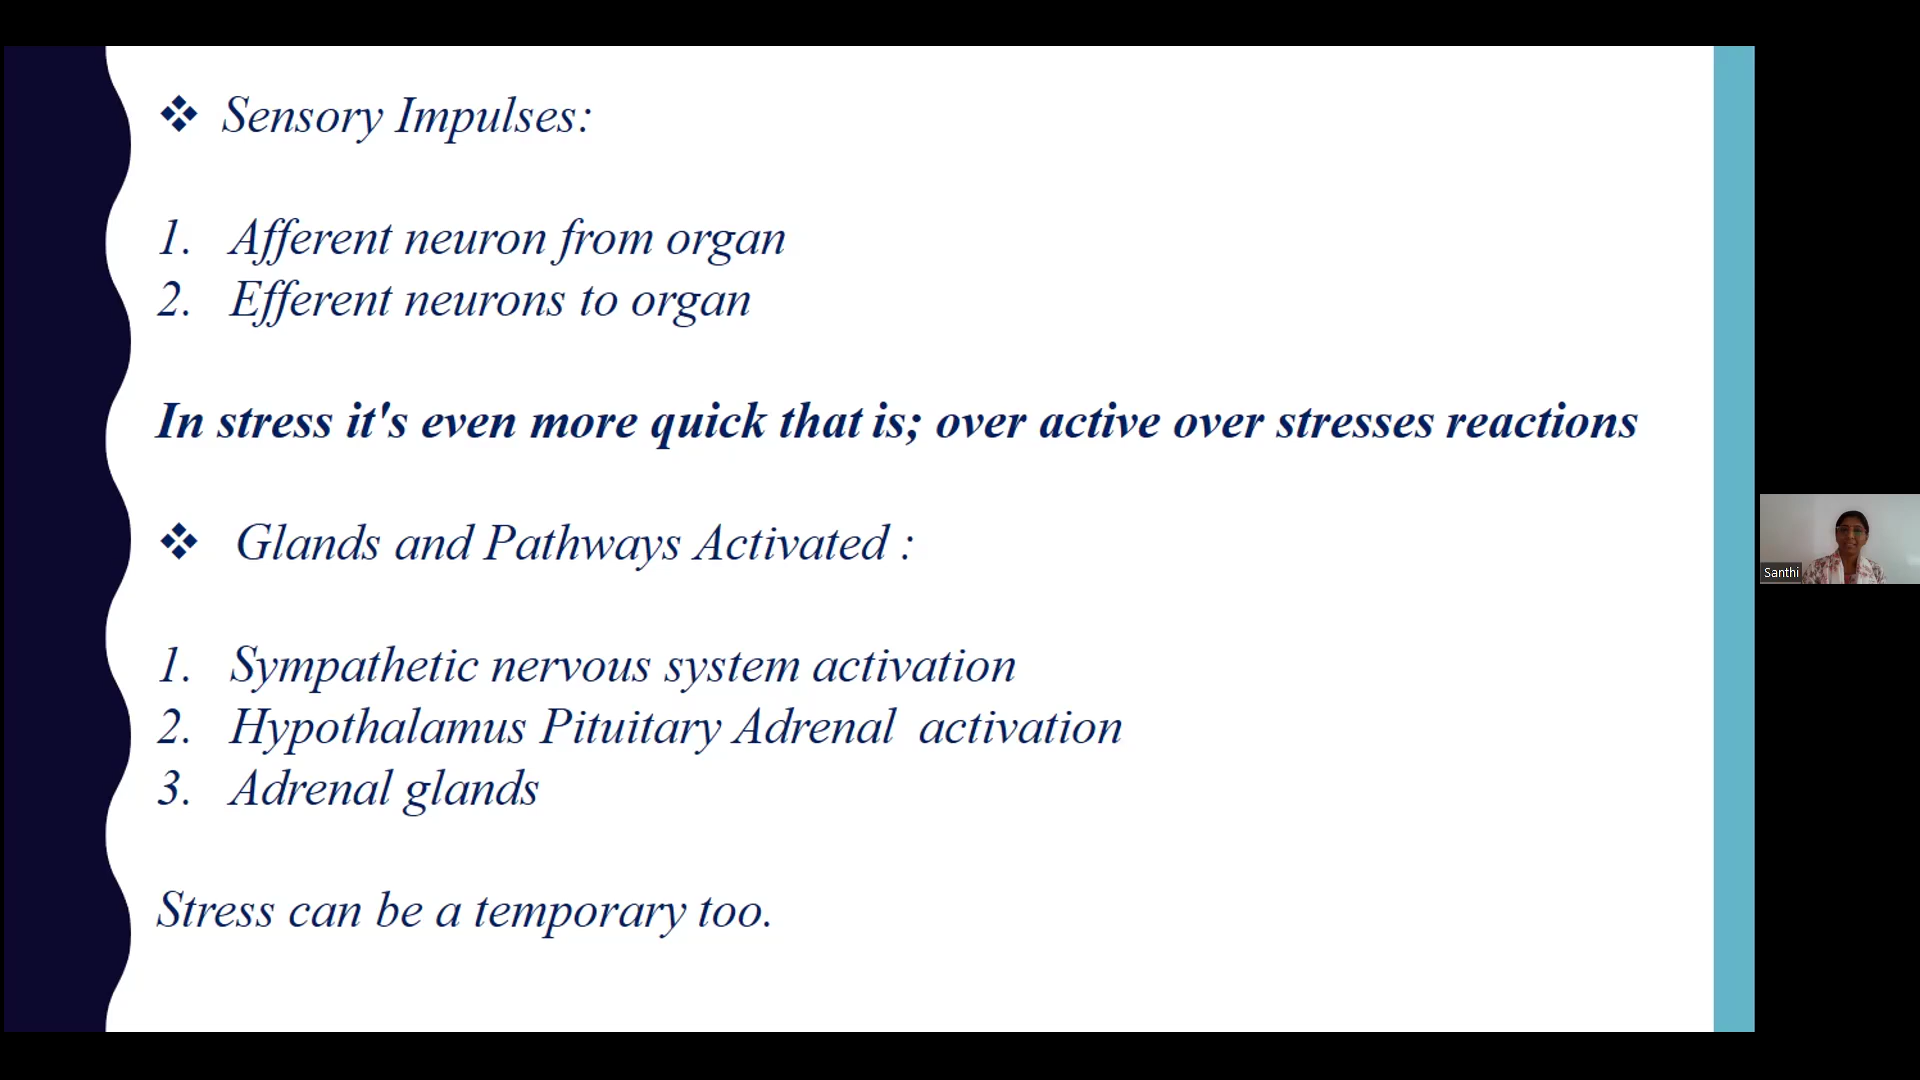 ❖ Sensory Impulses:
1. Afferent neuron from organ
2. Efferent neurons to organ
In stress it's even more quick that is; over active over stresses reactions
❖ Glands and Pathways Activated :
1. Sympathetic nervous system activation
2. Hypothalamus Pituitary Adrenal activation
3. Adrenal glands
Stress can be a temporary too.
Santhi